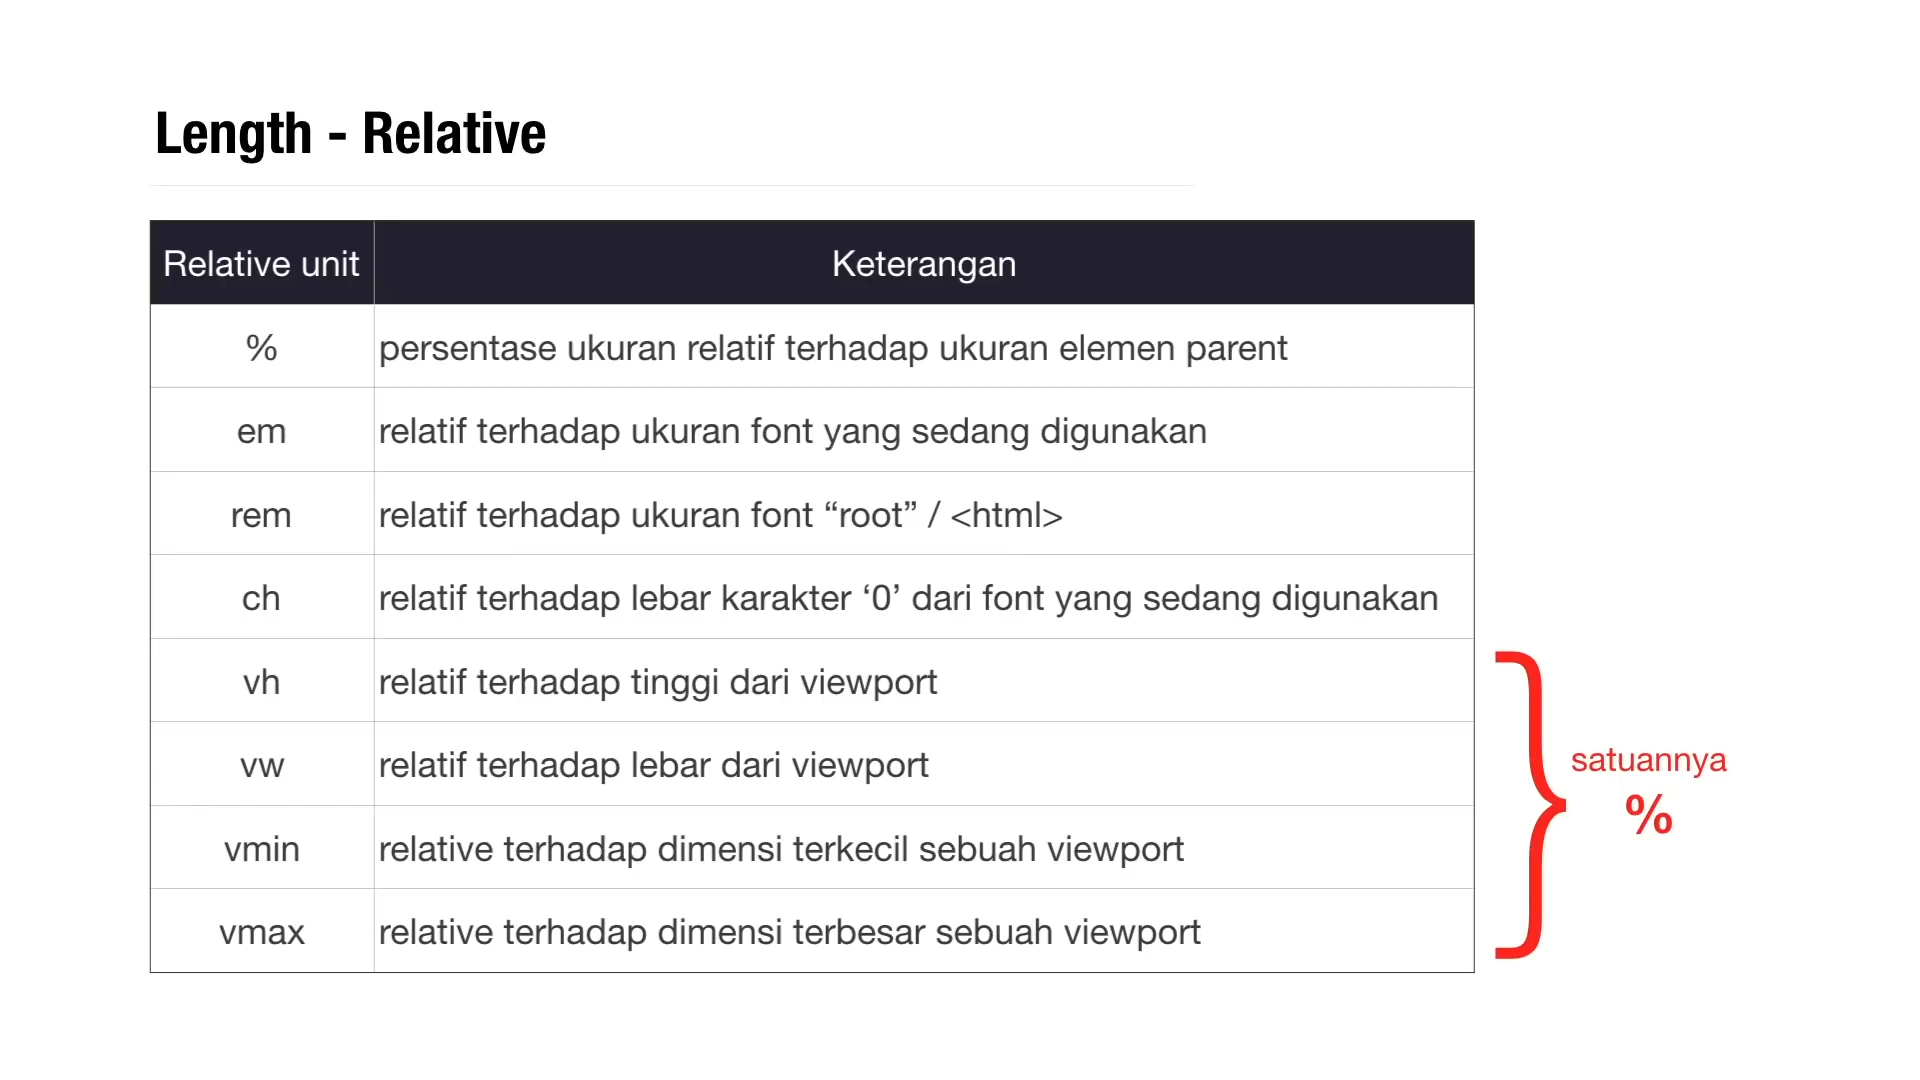 Length - Relative
Relative unit Keterangan
% persentase ukuran relatif terhadap ukuran elemen parent
em relatif terhadap ukuran font yang sedang digunakan
rem relatif terhadap ukuran font “root” / <html>
ch relatif terhadap lebar karakter ‘0’ dari font yang sedang digunakan
vh relatif terhadap tinggi dari viewport
vw relatif terhadap lebar dari viewport
vmin relative terhadap dimensi terkecil sebuah viewport
vmax relative terhadap dimensi terbesar sebuah viewport
satuannya
%